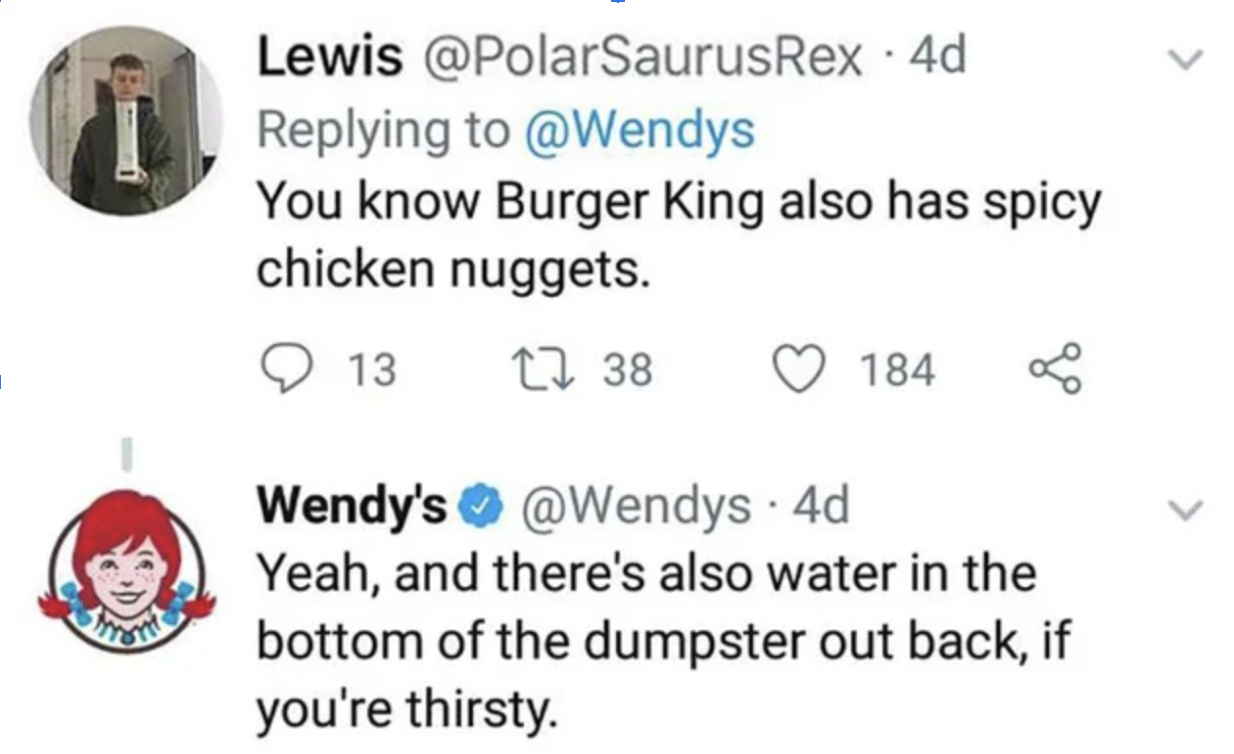 Lewis @PolarSaurusRex · 4d
Replying to @Wendys
You know Burger King also has spicy
chicken nuggets.
13 38 184
Wendy's @Wendys · 4d
Yeah, and there's also water in the
bottom of the dumpster out back, if
you're thirsty.